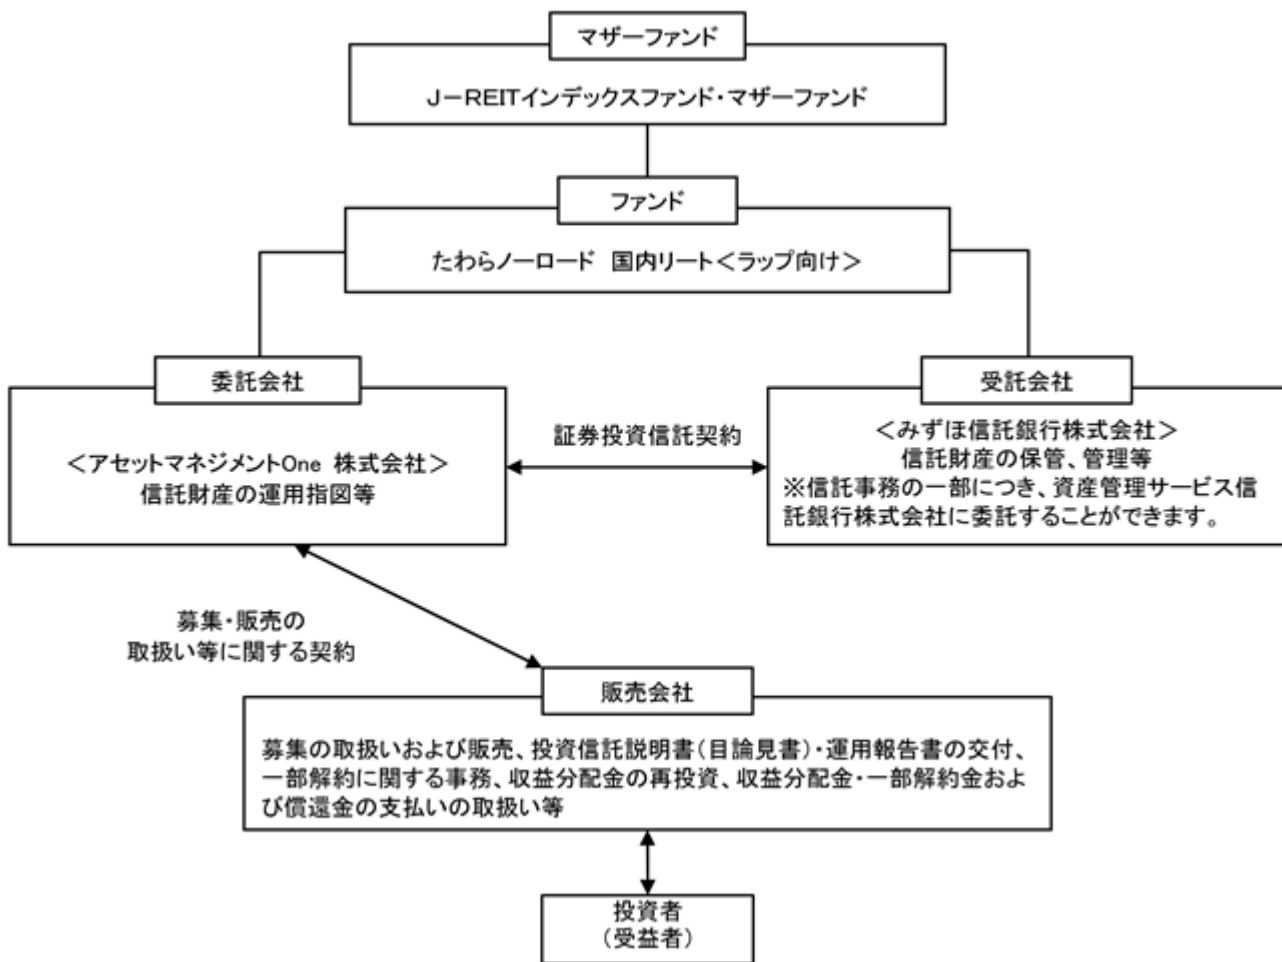 マザーファンド
J-REITインデックスファンド・マザーファンド
ファンド
たわらノーロード 国内リート<ラップ向け>
委託会社
<アセットマネジメントOne 株式会社>
信託財産の運用指図等
証券投資信託契約
受託会社
<みずほ信託銀行株式会社>
信託財産の保管、管理等
※信託事務の一部につき、資産管理サービス信
託銀行株式会社に委託することができます。
募集・販売の
取扱い等に関する契約
販売会社
募集の取扱いおよび販売、投資信託説明書(目論見書)・運用報告書の交付、
一部解約に関する事務、収益分配金の再投資、収益分配金・一部解約金およ
び償還金の支払いの取扱い等
投資者
(受益者)